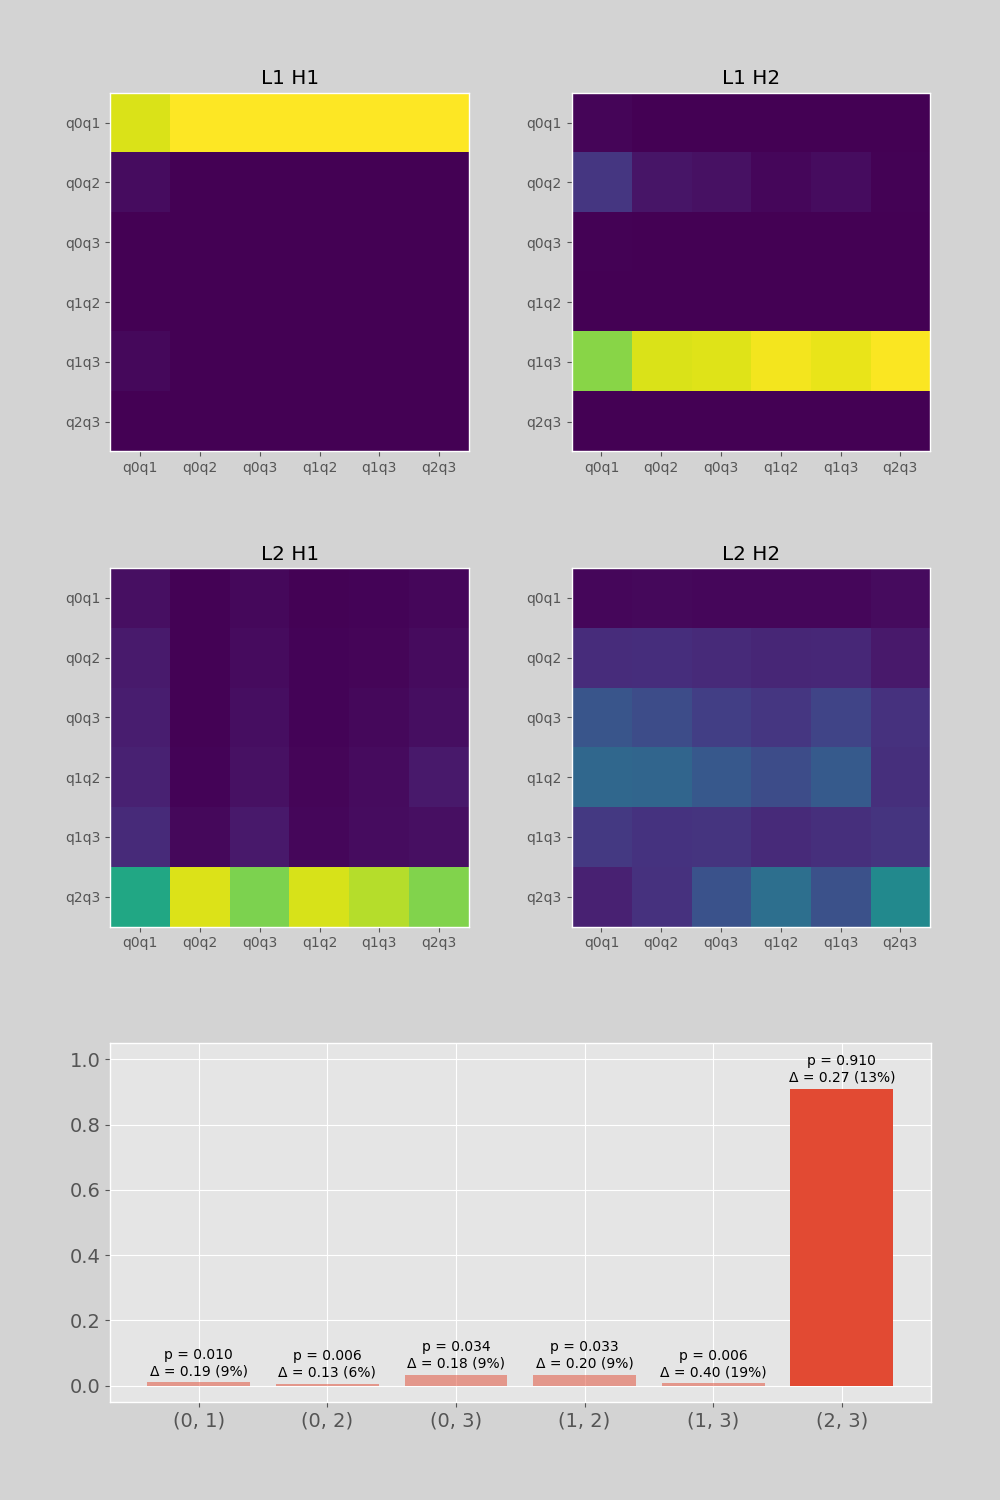 L1 H1
q0q1
q0q2
q0q3
q1q2
q1q3
q2q3
q0q1 q0q2 q0q3 q1q2 q1q3 q2q3
L1 H2
q0q1
q0q2
q0q3
q1q2
q1q3
q2q3
q0q1 q0q2 q0q3 q1q2 q1q3 q2q3
L2 H1
q0q1
q0q2
q0q3
q1q2
q1q3
q2q3
q0q1 q0q2 q0q3 q1q2 q1q3 q2q3
L2 H2
q0q1
q0q2
q0q3
q1q2
q1q3
q2q3
q0q1 q0q2 q0q3 q1q2 q1q3 q2q3
1.0
0.8
0.6
0.4
0.2
0.0
p = 0.010
Δ = 0.19 (9%)
p = 0.006
Δ = 0.13 (6%)
p = 0.034
Δ = 0.18 (9%)
p = 0.033
Δ = 0.20 (9%)
p = 0.006
Δ = 0.40 (19%)
p = 0.910
Δ = 0.27 (13%)
(0, 1) (0, 2) (0, 3) (1, 2) (1, 3) (2, 3)